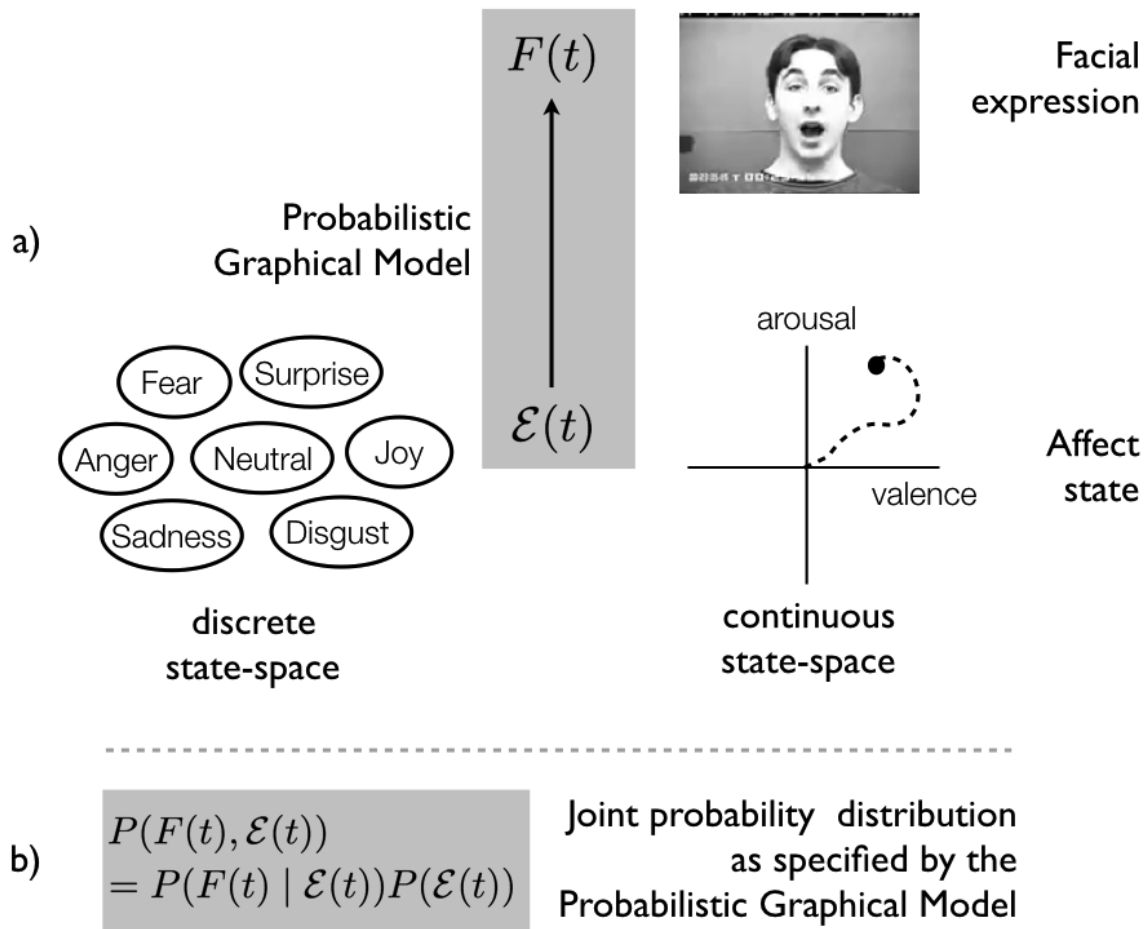 a)
Probabilistic
Graphical Model
F(t)
ℰ(t)
Facial
expression
Fear
Surprise
Anger
Neutral
Joy
Sadness
Disgust
discrete
state-space
arousal
valence
continuous
state-space
Affect
state
b)
P(F(t), ℰ(t))
= P(F(t) | ℰ(t))P(ℰ(t))
Joint probability distribution
as specified by the
Probabilistic Graphical Model